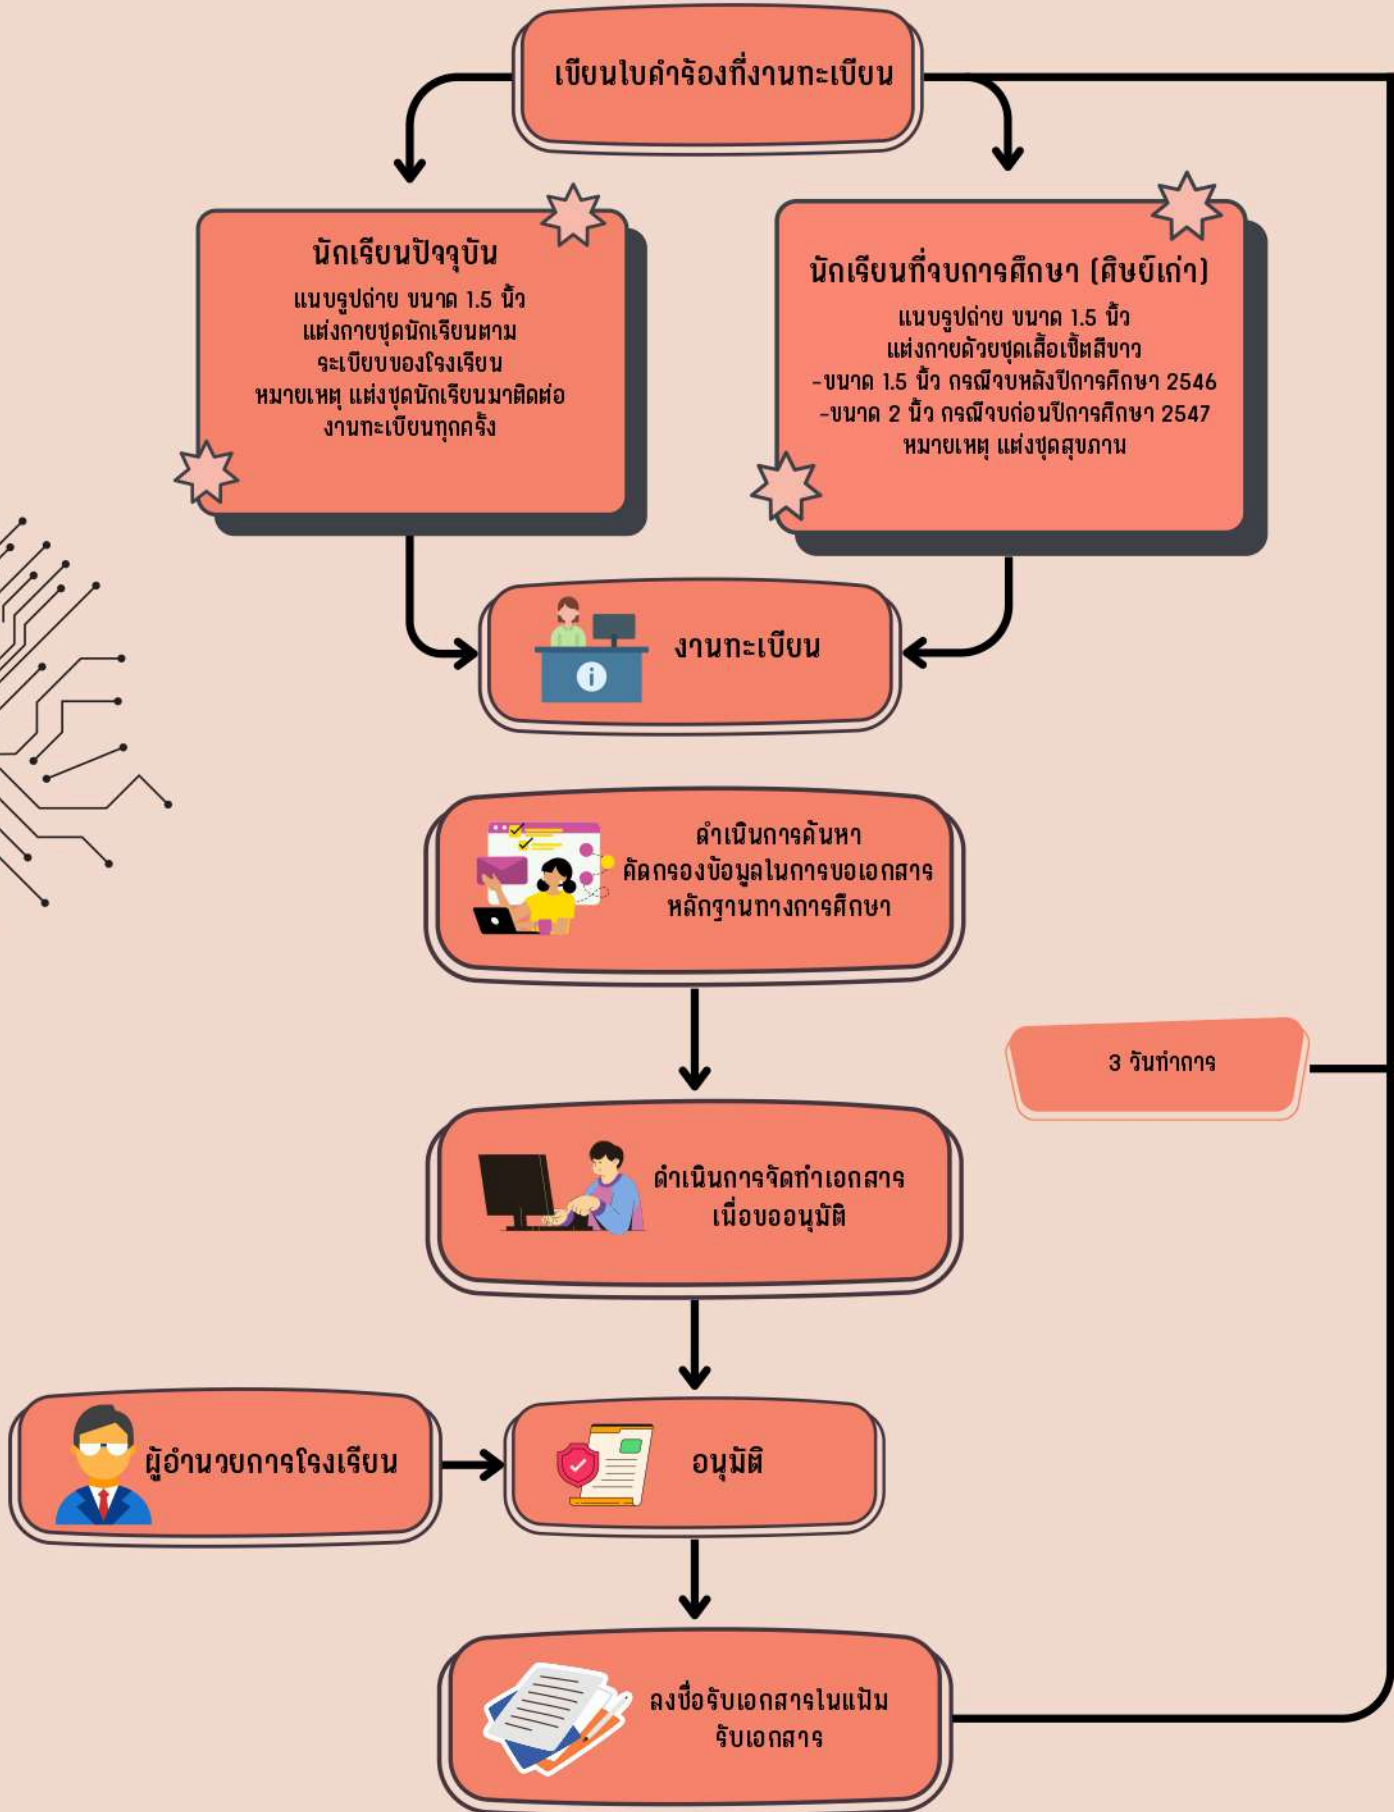 เขียนใบคำร้องที่งานทะเบียน
นักเรียนปัจจุบัน
แนบรูปถ่าย ขนาด 1.5 นิ้ว
แต่งกายชุดนักเรียนตาม
ระเบียบของโรงเรียน
หมายเหตุ แต่งชุดนักเรียนมาติดต่อ
งานทะเบียนทุกครั้ง
นักเรียนที่จบการศึกษา (ศิษย์เก่า)
แนบรูปถ่าย ขนาด 1.5 นิ้ว
แต่งกายด้วยชุดเสื้อเชิ้ตสีขาว
-ขนาด 1.5 นิ้ว กรณีจบหลังปีการศึกษา 2546
-ขนาด 2 นิ้ว กรณีจบก่อนปีการศึกษา 2547
หมายเหตุ แต่งชุดสุขภาพ
งานทะเบียน
ดำเนินการค้นหา
คัดกรองข้อมูลในการขอเอกสาร
หลักฐานทางการศึกษา
3 วันทำการ
ดำเนินการจัดทำเอกสาร
เพื่อขออนุมัติ
ผู้อำนวยการโรงเรียน
อนุมัติ
ลงชื่อรับเอกสารในแฟ้ม
รับเอกสาร